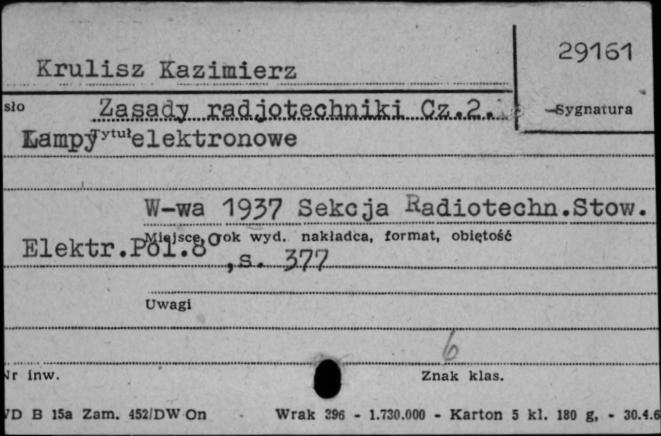 29161
Krulisz Kazimierz
sło Zasady radjotechniki Cz.2. Sygnatura
Lampy Tytuł elektronowe
W-wa 1937 Sekcja Radiotechn.Stow.
Miejsce, rok wyd. nakładca, format, objętość
Elektr.Pol.8°,s. 377
Uwagi
6
Nr inw. Znak klas.
/D B 15a Zam. 452/DW On Wrak 296 - 1.730.000 - Karton 5 kl. 180 g. - 30.4.6